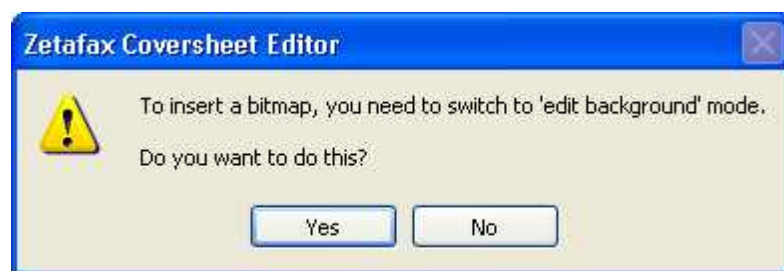 Zetafax Coversheet Editor
To insert a bitmap, you need to switch to 'edit background' mode.
Do you want to do this?
Yes No